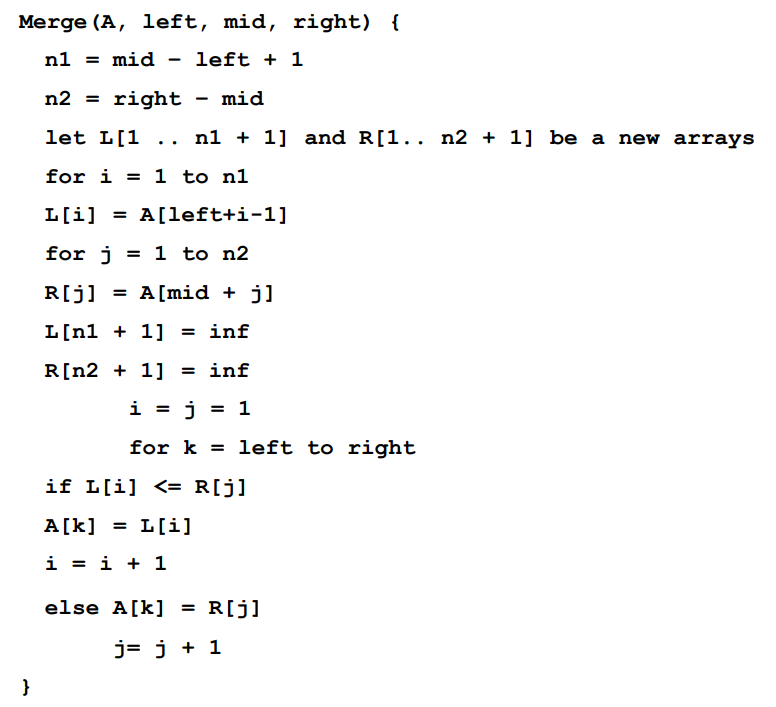 Merge(A, left, mid, right) {
n1 = mid – left + 1
n2 = right – mid
let L[1 .. n1 + 1] and R[1.. n2 + 1] be a new arrays
for i = 1 to n1
L[i] = A[left+i-1]
for j = 1 to n2
R[j] = A[mid + j]
L[n1 + 1] = inf
R[n2 + 1] = inf
i = j = 1
for k = left to right
if L[i] <= R[j]
A[k] = L[i]
i = i + 1
else A[k] = R[j]
j= j + 1
}